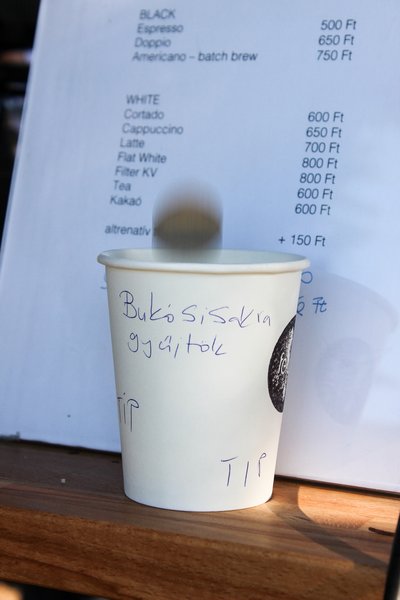 BLACK
Espresso 500 Ft
Doppio 650 Ft
Americano – batch brew 750 Ft
WHITE
Cortado 600 Ft
Cappuccino 650 Ft
Latte 700 Ft
Flat White 800 Ft
Filter KV 800 Ft
Tea 600 Ft
Kakaó 600 Ft
altrenatív + 150 Ft
Ft
Bukósisakra
gyűjtök
TIP
TIP